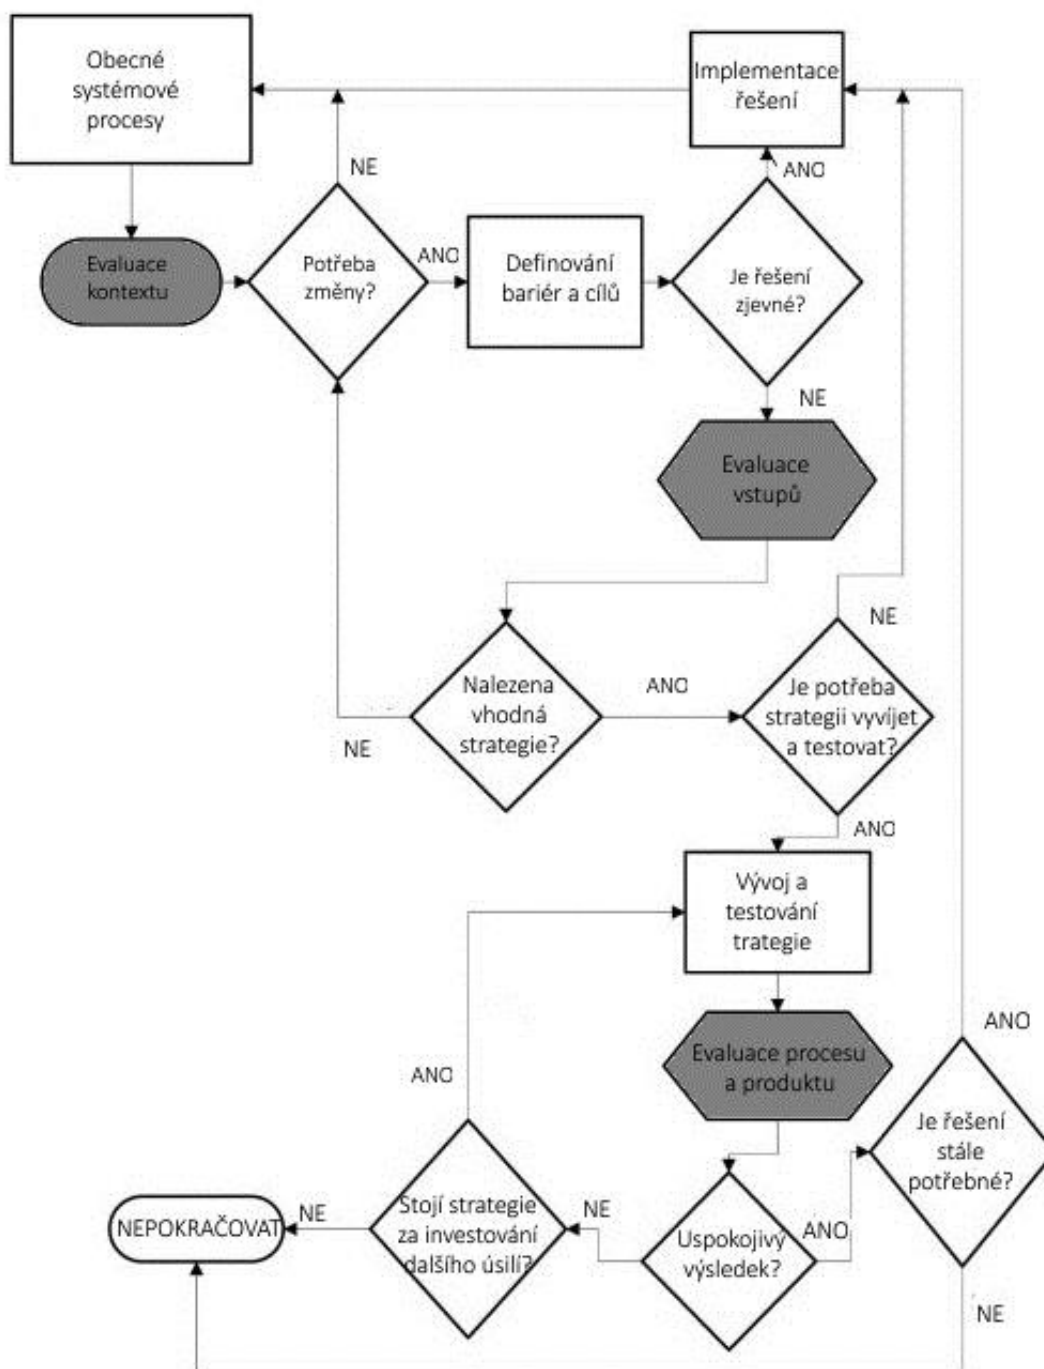 Obecné
systémové
procesy
Implementace
řešení
NE
ANO
Evaluace
kontextu
Potřeba
změny?
ANO
Definování
bariér a cílů
Je řešení
zjevné?
NE
Evaluace
vstupů
NE
Nalezena
vhodná
strategie?
ANO
Je potřeba
strategii vyvíjet
a testovat?
NE
ANO
Vývoj a
testování
trategie
ANO
Evaluace procesu
a produktu
ANO
Je řešení
stále
potřebné?
NEPOKRAČOVAT
NE
Stojí strategie
za investování
dalšího úsilí?
NE
Uspokojivý
výsledek?
ANO
NE